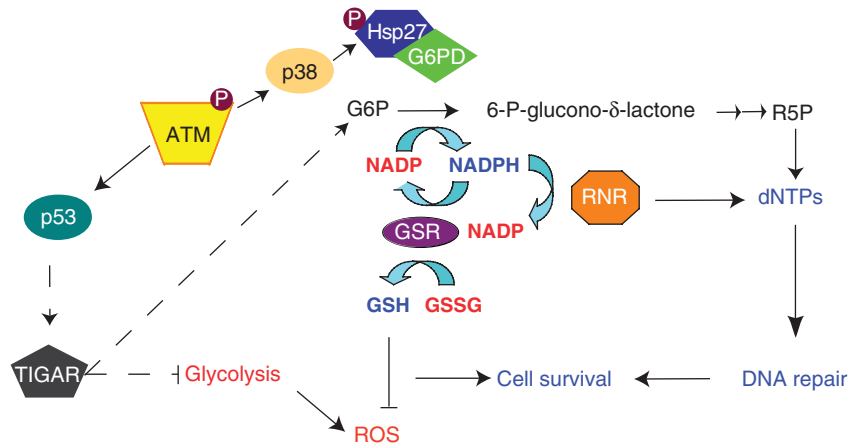 P
Hsp27
G6PD
p38
P
ATM
G6P
6-P-glucono-δ-lactone
R5P
NADP
NADPH
p53
RNR
dNTPs
GSR
NADP
GSH
GSSG
TIGAR
Glycolysis
Cell survival
DNA repair
ROS